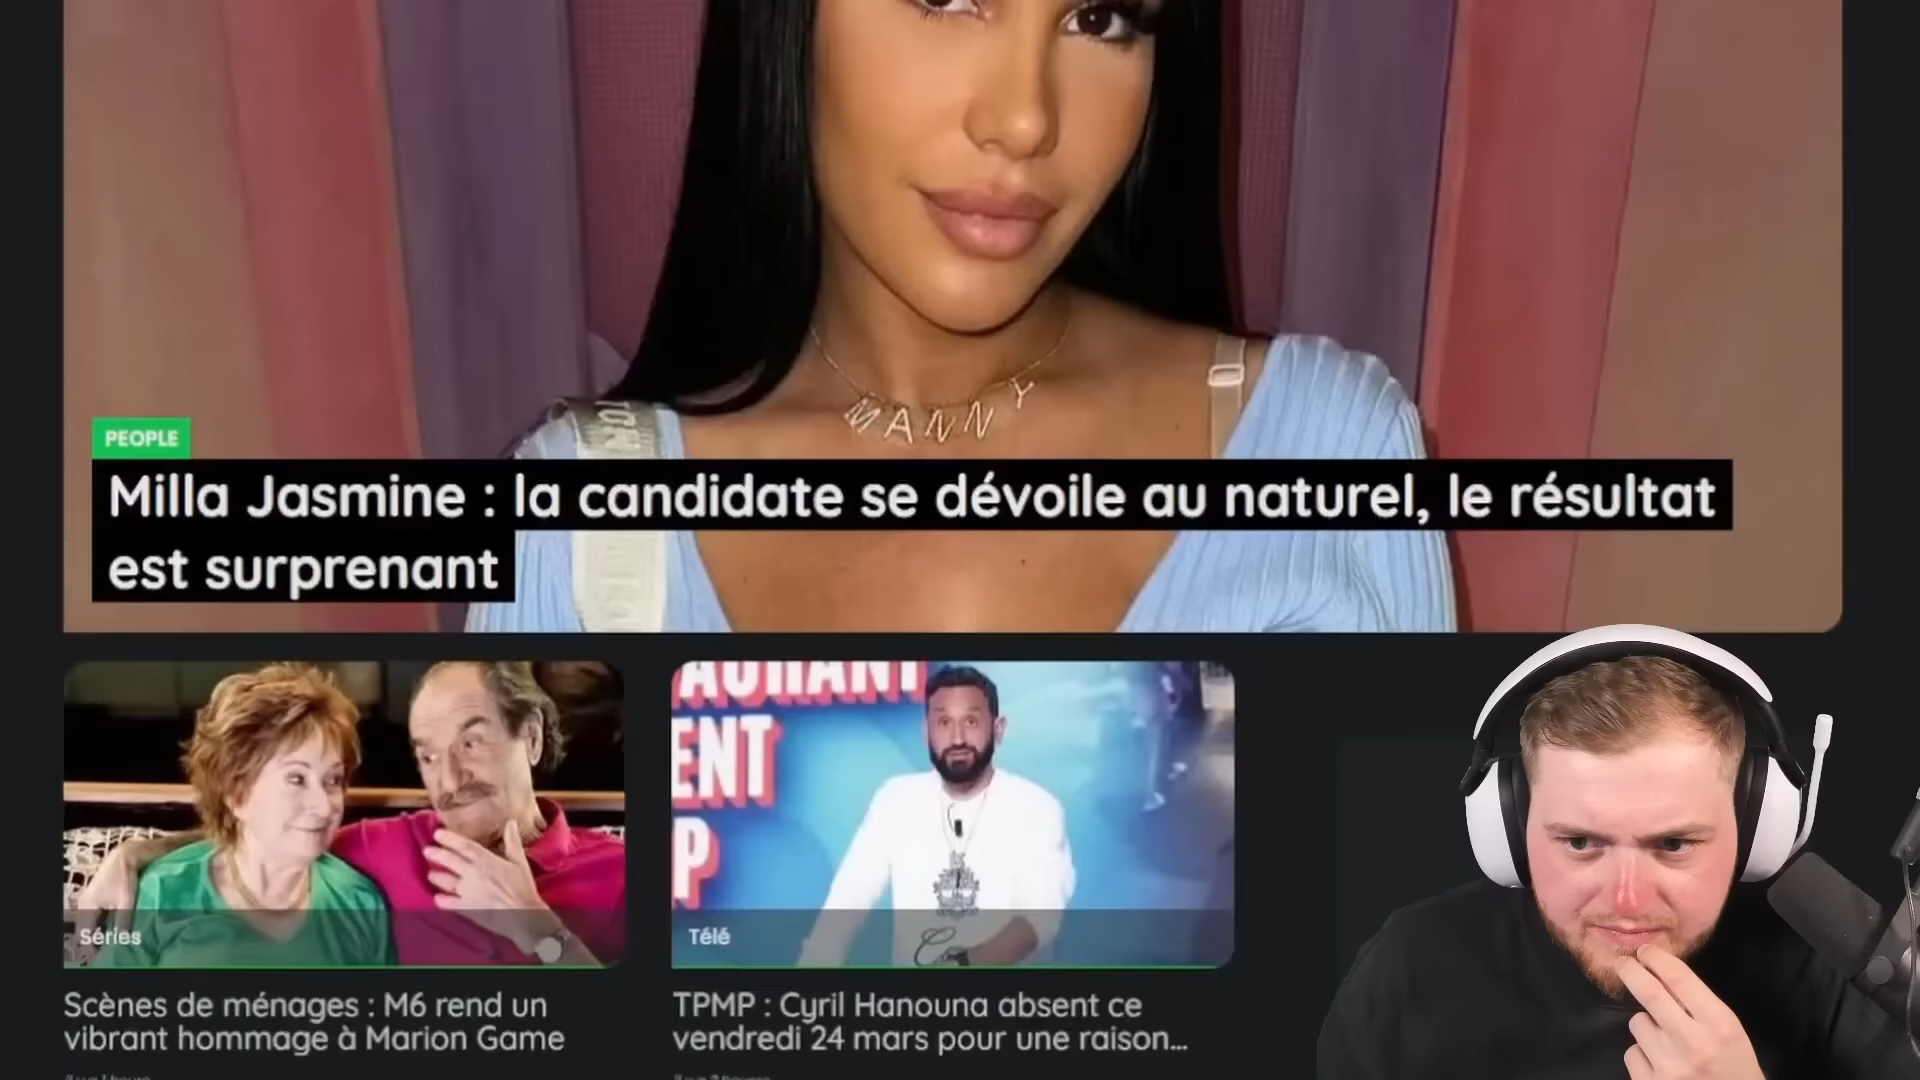 MANNY
PEOPLE
Milla Jasmine : la candidate se dévoile au naturel, le résultat
est surprenant
ENT
P
Séries
Télé
Scènes de ménages : M6 rend un
vibrant hommage à Marion Game
TPMP : Cyril Hanouna absent ce
vendredi 24 mars pour une raison...